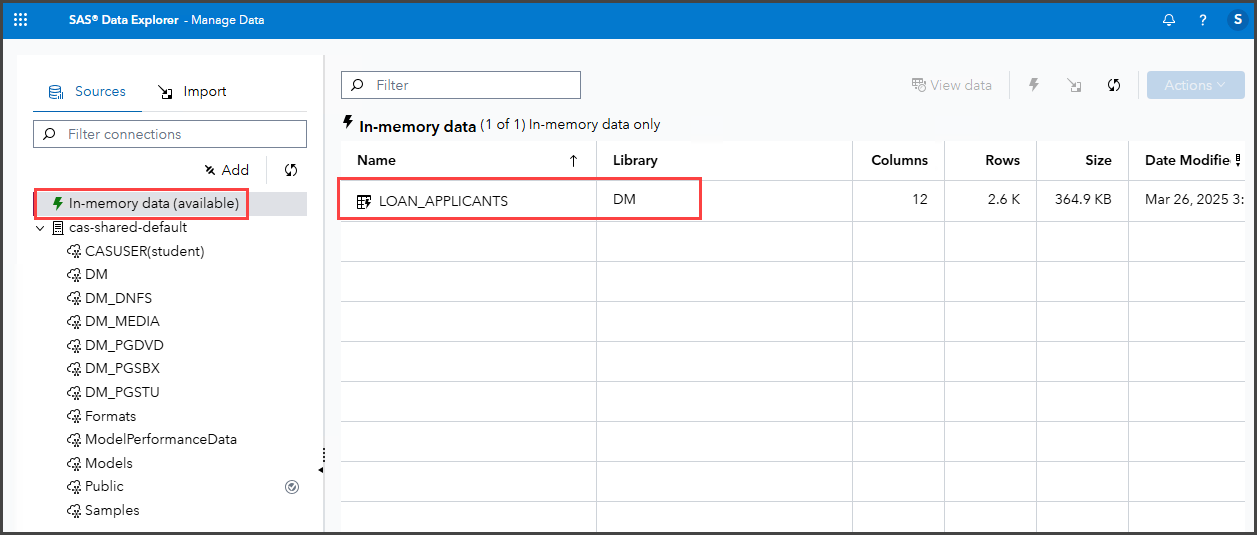 SAS® Data Explorer - Manage Data
? S
Sources Import
Filter connections
Add
In-memory data (available)
cas-shared-default
CASUSER(student)
DM
DM_DNFS
DM_MEDIA
DM_PGDVD
DM_PGSBX
DM_PGSTU
Formats
ModelPerformanceData
Models
Public
Samples
Filter
View data Actions
In-memory data (1 of 1) In-memory data only
Name Library Columns Rows Size Date Modifie
LOAN_APPLICANTS DM 12 2.6 K 364.9 KB Mar 26, 2025 3: